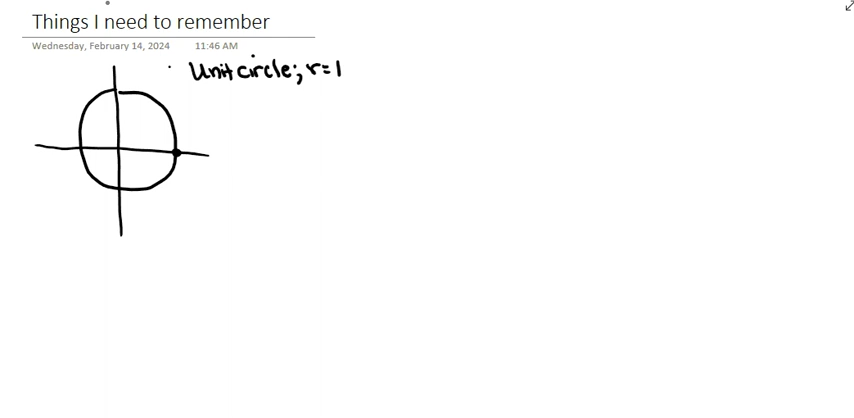 Things I need to remember
Wednesday, February 14, 2024 11:46 AM
Unit circle; r=1